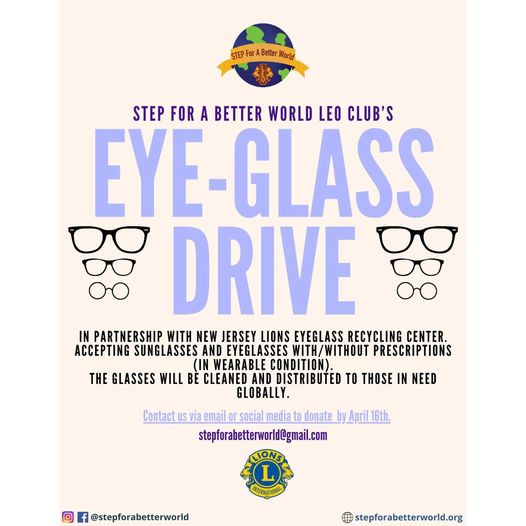 STEP For A Better World
LEO
STEP FOR A BETTER WORLD LEO CLUB'S
EYE-GLASS
DRIVE
IN PARTNERSHIP WITH NEW JERSEY LIONS EYEGLASS RECYCLING CENTER.
ACCEPTING SUNGLASSES AND EYEGLASSES WITH/WITHOUT PRESCRIPTIONS
(IN WEARABLE CONDITION).
THE GLASSES WILL BE CLEANED AND DISTRIBUTED TO THOSE IN NEED
GLOBALLY.
Contact us via email or social media to donate by April 16th.
stepforabetterworld@gmail.com
LIONS
L
INTERNATIONAL
@stepforabetterworld
stepforabetterworld.org